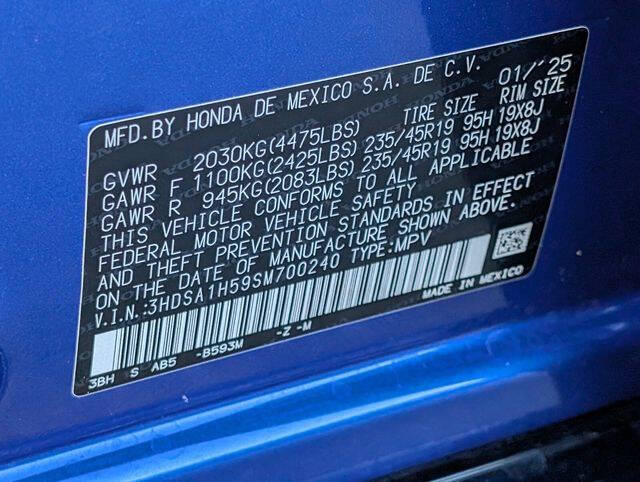 MFD.BY HONDA DE MEXICO S.A. DE C.V. 01/'25
TIRE SIZE RIM SIZE
GVWR 2030KG(4475LBS)
GAWR F 1100KG(2425LBS) 235/45R19 95H 19X8J
GAWR R 945KG(2083LBS) 235/45R19 95H 19X8J
THIS VEHICLE CONFORMS TO ALL APPLICABLE
FEDERAL MOTOR VEHICLE SAFETY
AND THEFT PREVENTION STANDARDS IN EFFECT
ON THE DATE OF MANUFACTURE SHOWN ABOVE.
V.I.N.:3HDSA1H59SM700240 TYPE:MPV
MADE IN MEXICO
3BH S AB5 -B593M -Z -M